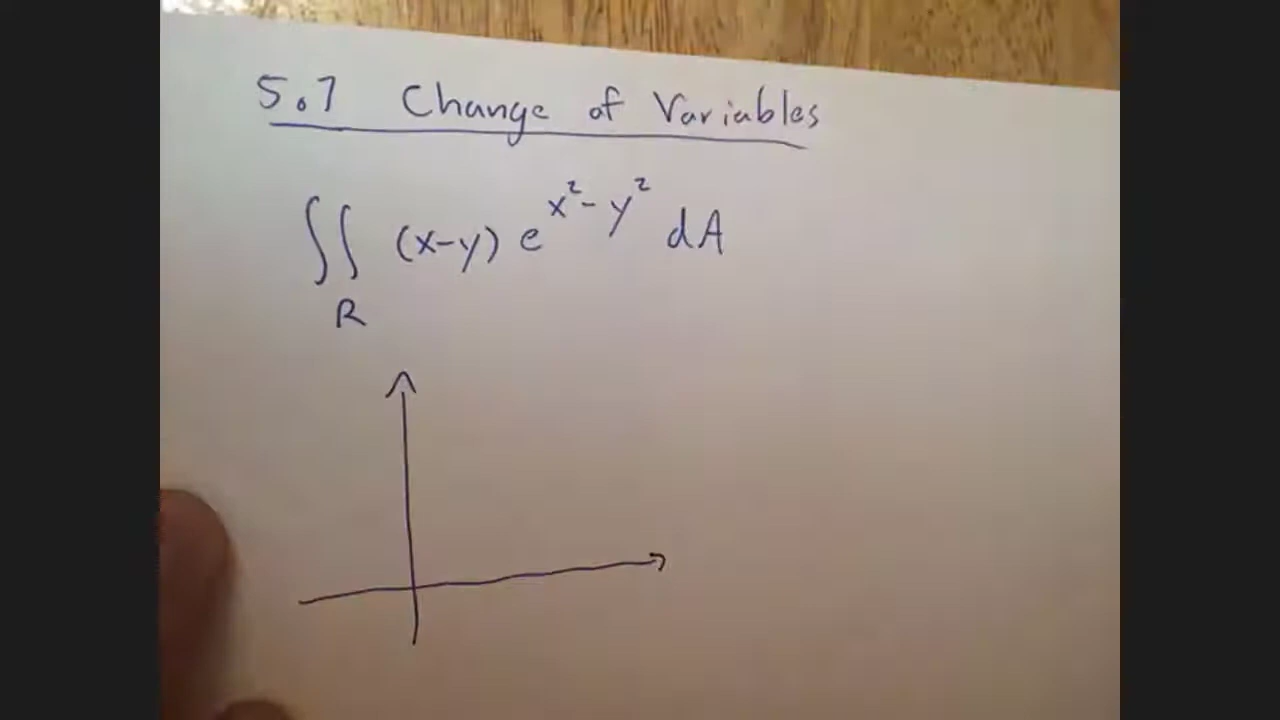 5.7 Change of Variables
∬ (x-y) e^{x²-y²} dA
R